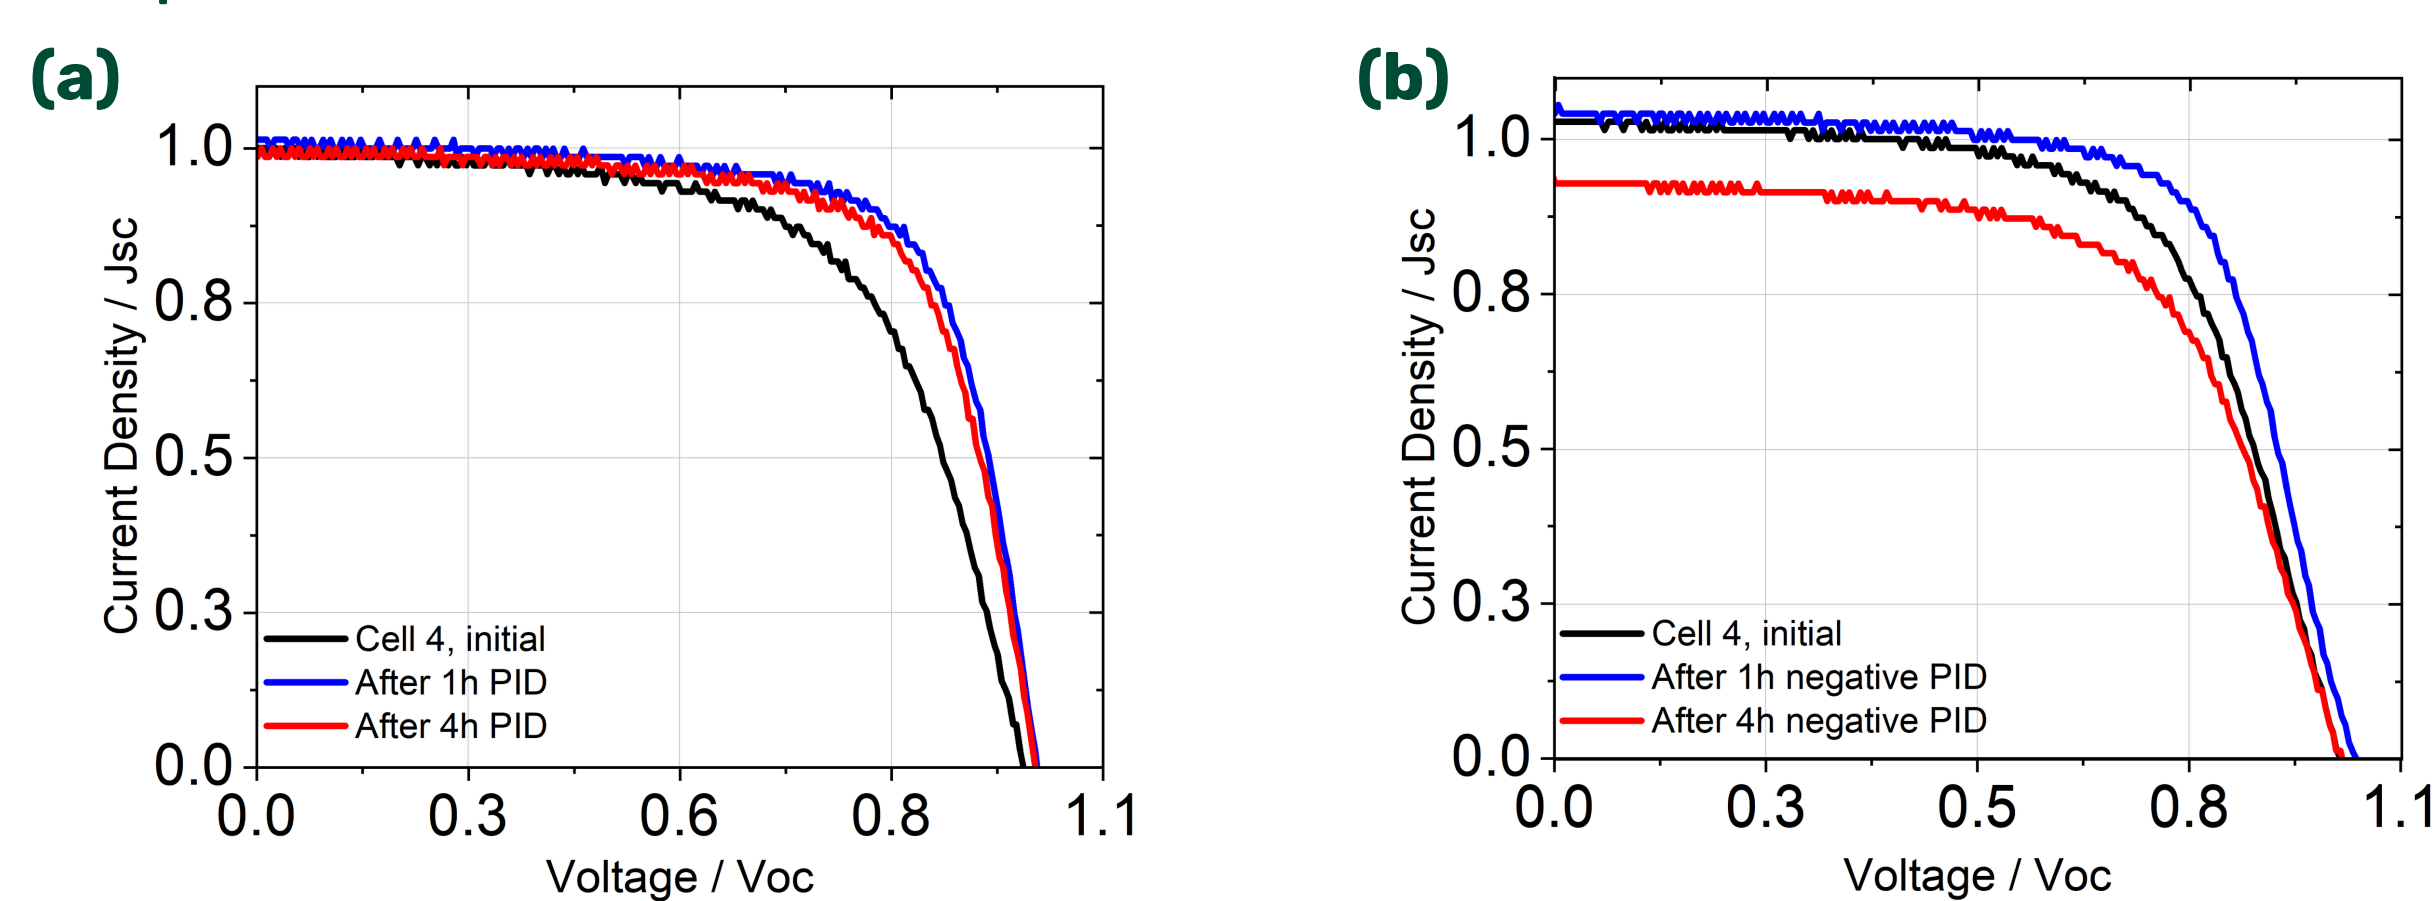 (a)
Current Density / Jsc
1.0
0.8
0.5
0.3
0.0
Cell 4, initial
After 1h PID
After 4h PID
0.0 0.3 0.6 0.8 1.1
Voltage / Voc
(b)
Current Density / Jsc
1.0
0.8
0.5
0.3
0.0
Cell 4, initial
After 1h negative PID
After 4h negative PID
0.0 0.3 0.5 0.8 1.1
Voltage / Voc